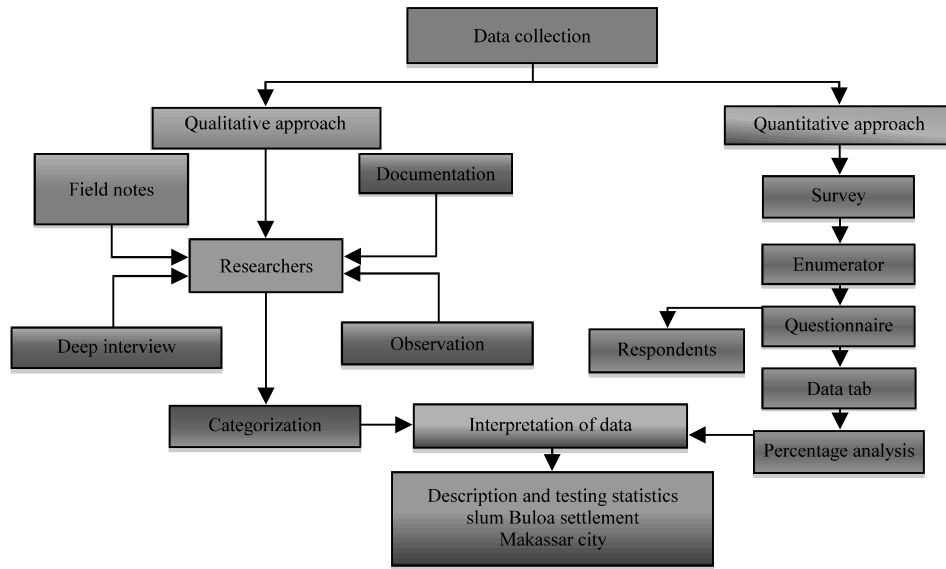 Data collection
Qualitative approach
Quantitative approach
Field notes
Documentation
Survey
Researchers
Enumerator
Deep interview
Observation
Respondents
Questionnaire
Data tab
Categorization
Interpretation of data
Percentage analysis
Description and testing statistics
slum Buloa settlement
Makassar city